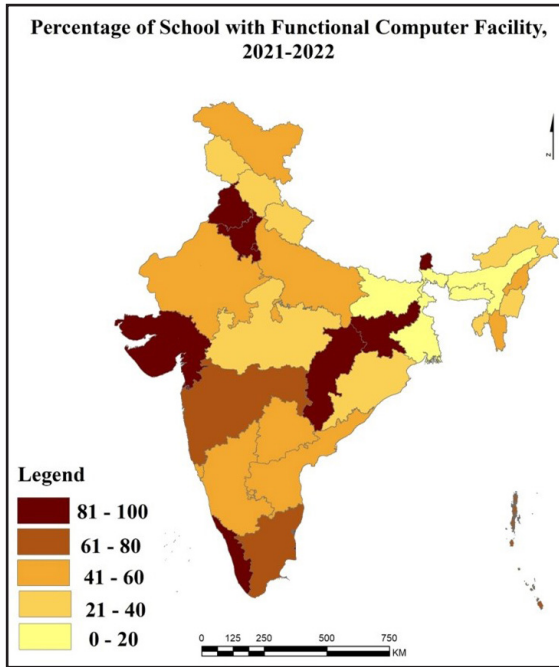 Percentage of School with Functional Computer Facility,
2021-2022
N
Legend
81 - 100
61 - 80
41 - 60
21 - 40
0 - 20
0 125 250 500 750
KM